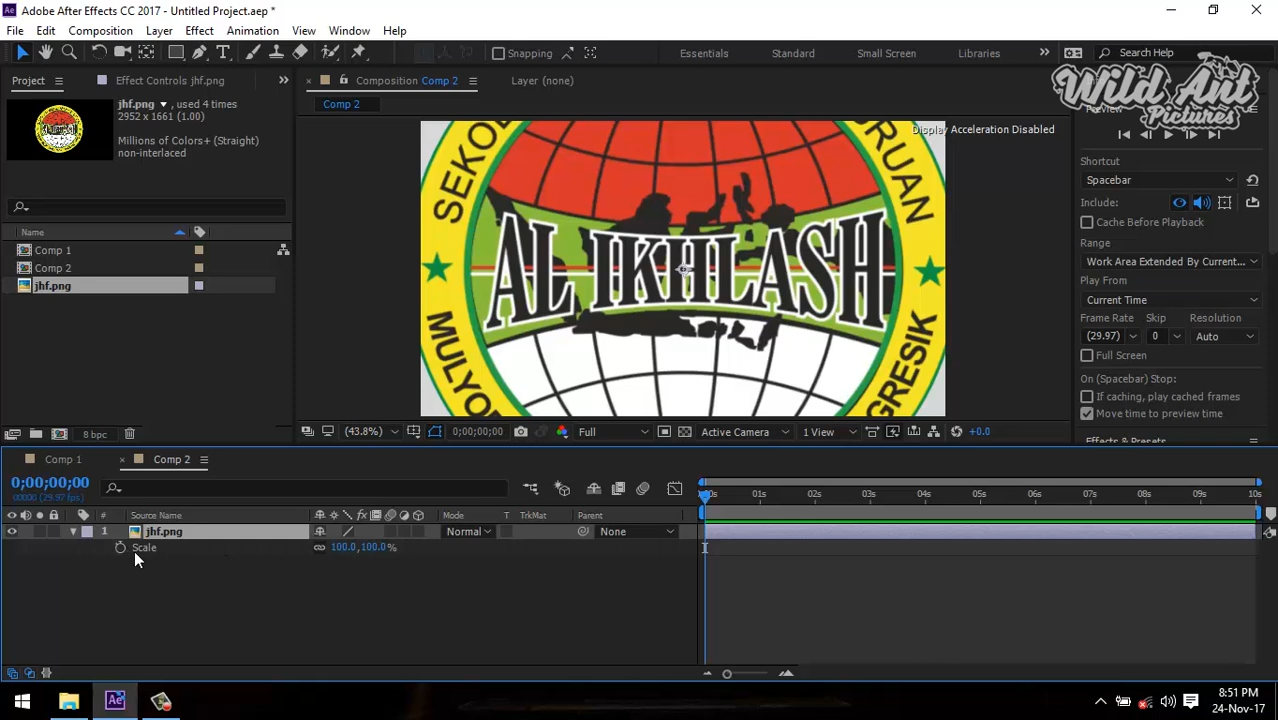 Adobe After Effects CC 2017 - Untitled Project.aep *
File Edit Composition Layer Effect Animation View Window Help
Snapping
Essentials Standard Small Screen Libraries
Search Help
Project Effect Controls jhf.png
Composition Comp 2 Layer (none)
Wild Ant
Pictures
Preview
Comp 2
jhf.png , used 4 times
2952 x 1661 (1.00)
Millions of Colors+ (Straight)
non-interlaced
Display Acceleration Disabled
Shortcut
Spacebar
Include:
Cache Before Playback
Range
Work Area Extended By Current...
Play From
Current Time
Frame Rate Skip Resolution
(29.97) 0 Auto
Full Screen
On (Spacebar) Stop:
If caching, play cached frames
Move time to preview time
Effects & Presets
Name
Comp 1
Comp 2
jhf.png
AL IKHLASH
GRESIK
8 bpc
(43.8%) 0;00;00;00 Full Active Camera 1 View +0.0
Comp 1 Comp 2
0;00;00;00
00000 (29.97 fps)
:00s 01s 02s 03s 04s 05s 06s 07s 08s 09s 10s
# Source Name Mode T TrkMat Parent
1 jhf.png Normal None
Scale 100.0,100.0%
8:51 PM
24-Nov-17